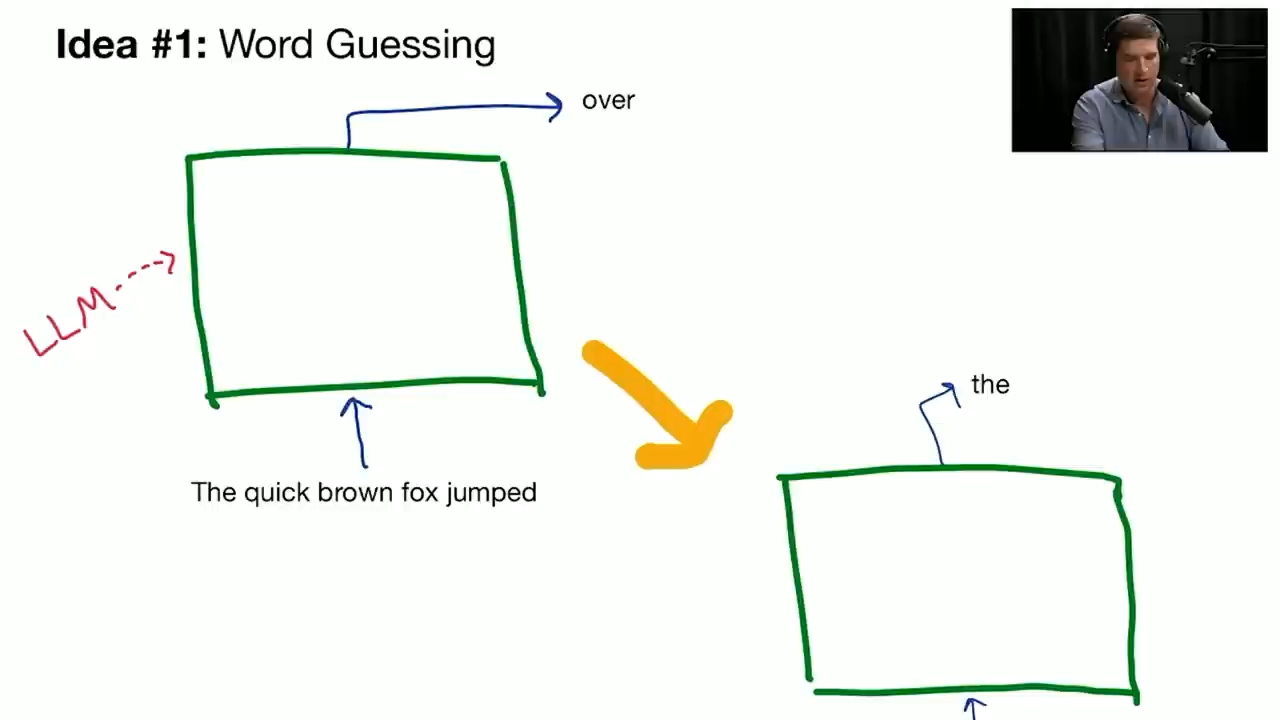 Idea #1: Word Guessing
over
LLM
The quick brown fox jumped
the